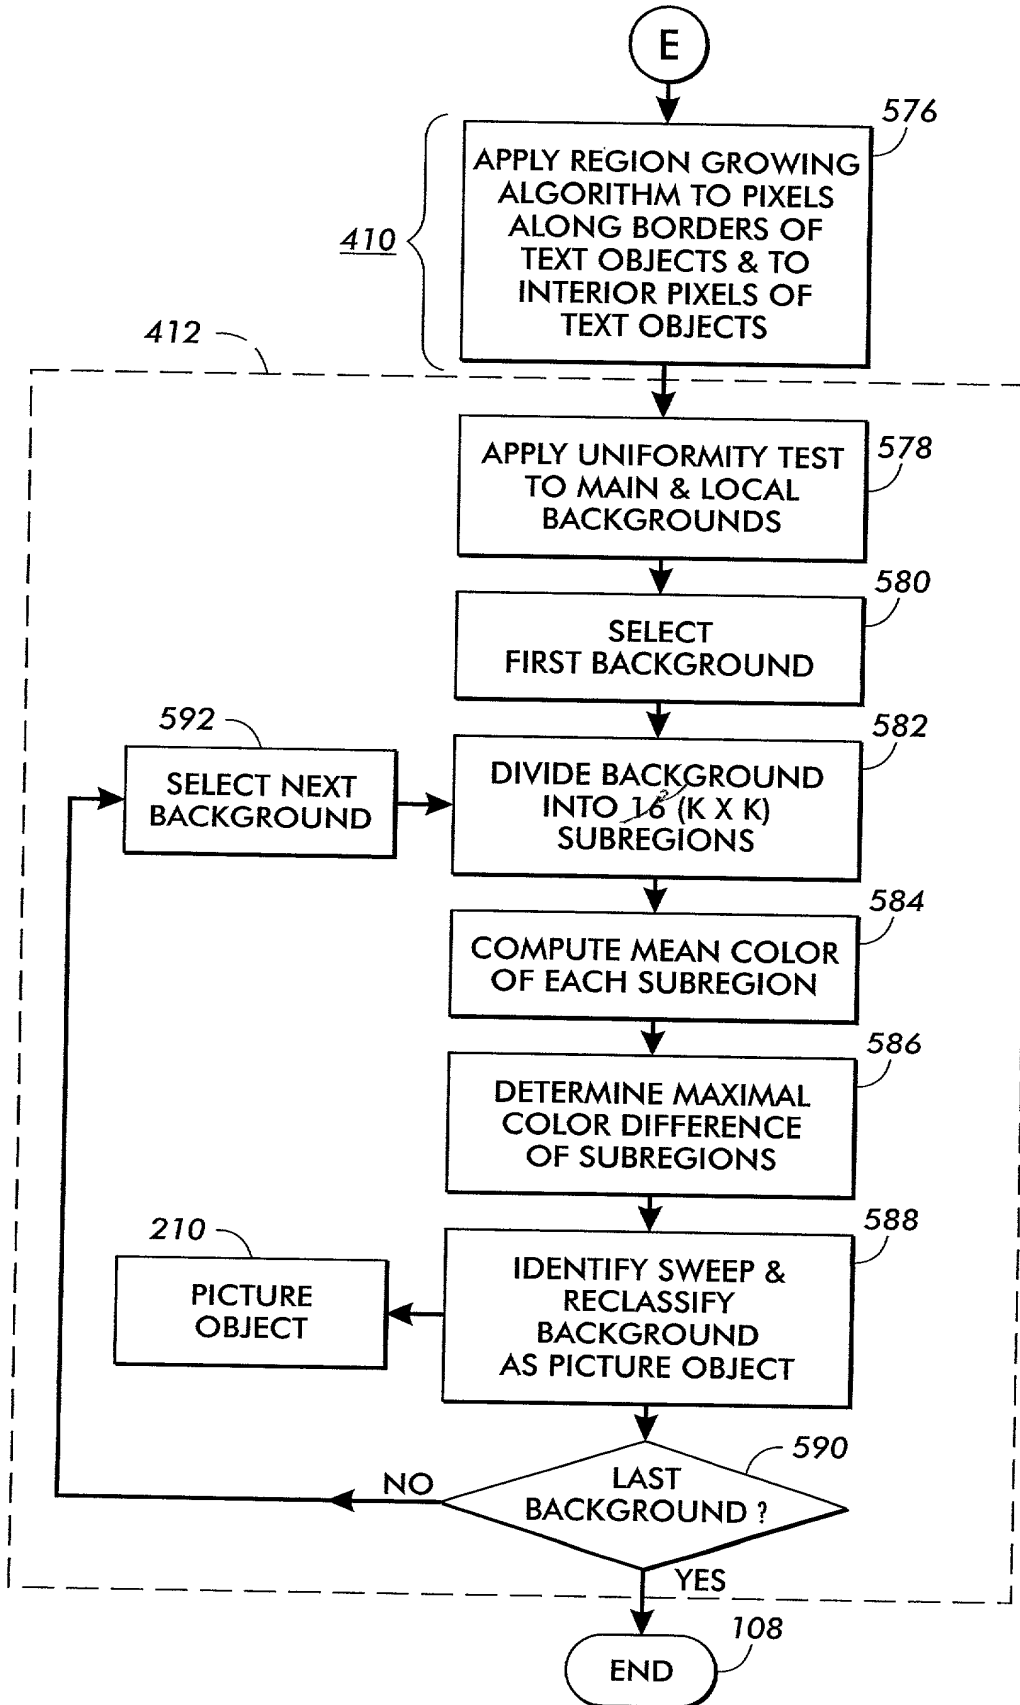 E
576
APPLY REGION GROWING
ALGORITHM TO PIXELS
ALONG BORDERS OF
TEXT OBJECTS & TO
INTERIOR PIXELS OF
TEXT OBJECTS
410
412
578
APPLY UNIFORMITY TEST
TO MAIN & LOCAL
BACKGROUNDS
580
SELECT
FIRST BACKGROUND
592
SELECT NEXT
BACKGROUND
582
DIVIDE BACKGROUND
INTO 16² (K X K)
SUBREGIONS
584
COMPUTE MEAN COLOR
OF EACH SUBREGION
586
DETERMINE MAXIMAL
COLOR DIFFERENCE
OF SUBREGIONS
210
PICTURE
OBJECT
588
IDENTIFY SWEEP &
RECLASSIFY
BACKGROUND
AS PICTURE OBJECT
590
LAST
BACKGROUND ?
NO
YES
108
END